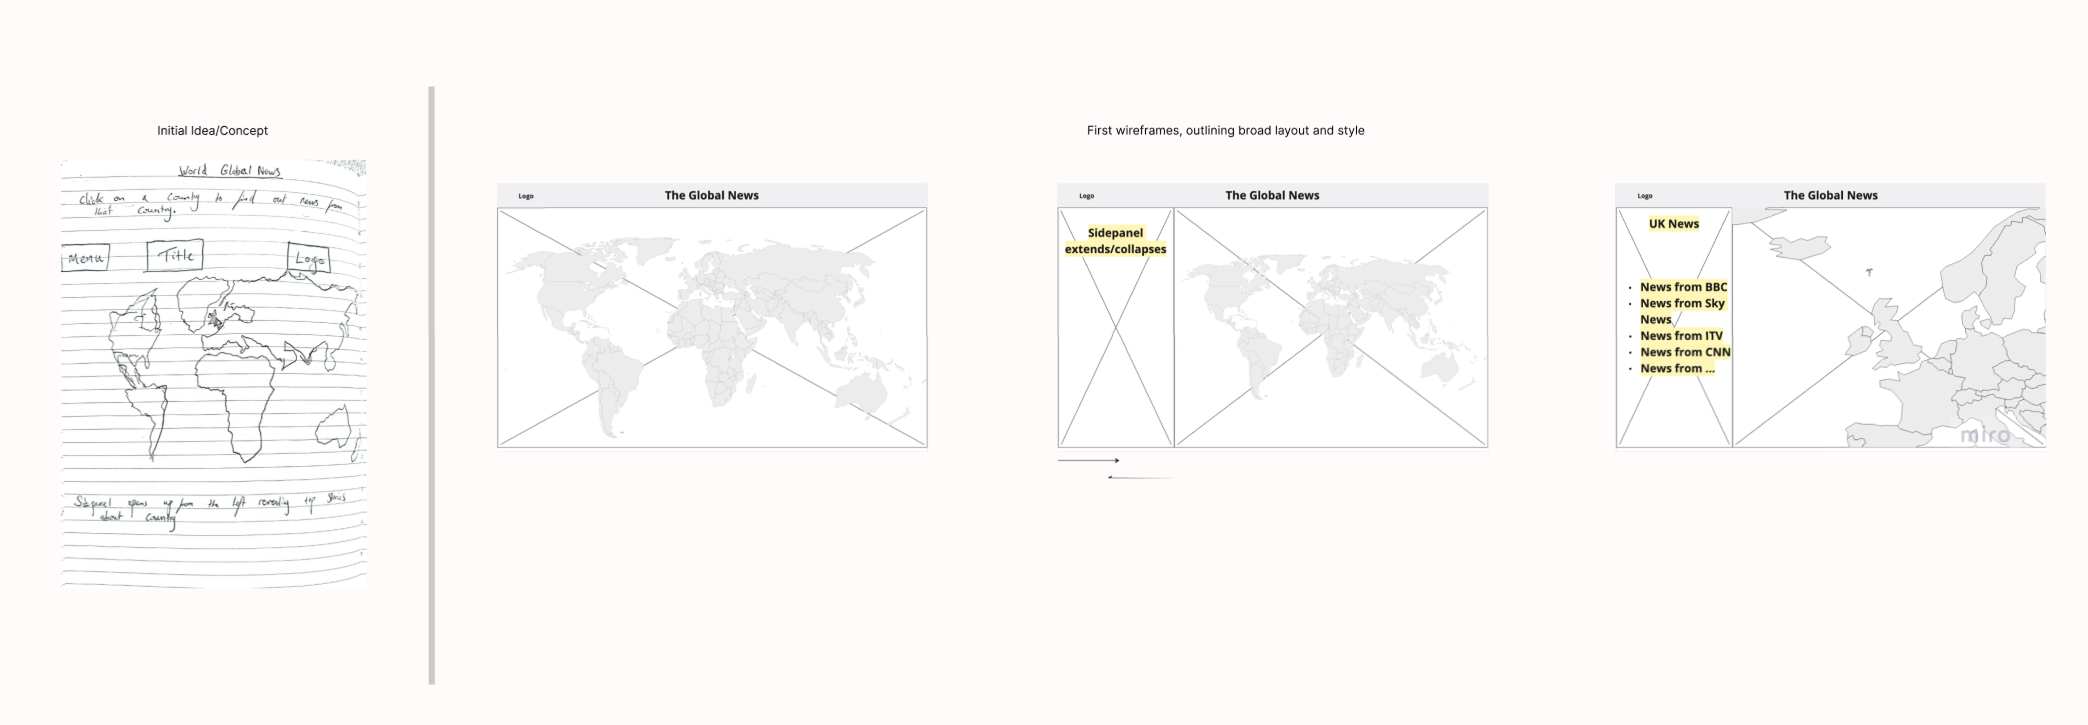 Initial Idea/Concept
World Global News
Click on a Country to find out news from
that Country.
Menu
Title
Logo
Sidepanel opens up from the left revealing top stories
about Country
First wireframes, outlining broad layout and style
Logo
The Global News
Logo
The Global News
Sidepanel
extends/collapses
Logo
The Global News
UK News
• News from BBC
• News from Sky
News
• News from ITV
• News from CNN
• News from ...
miro